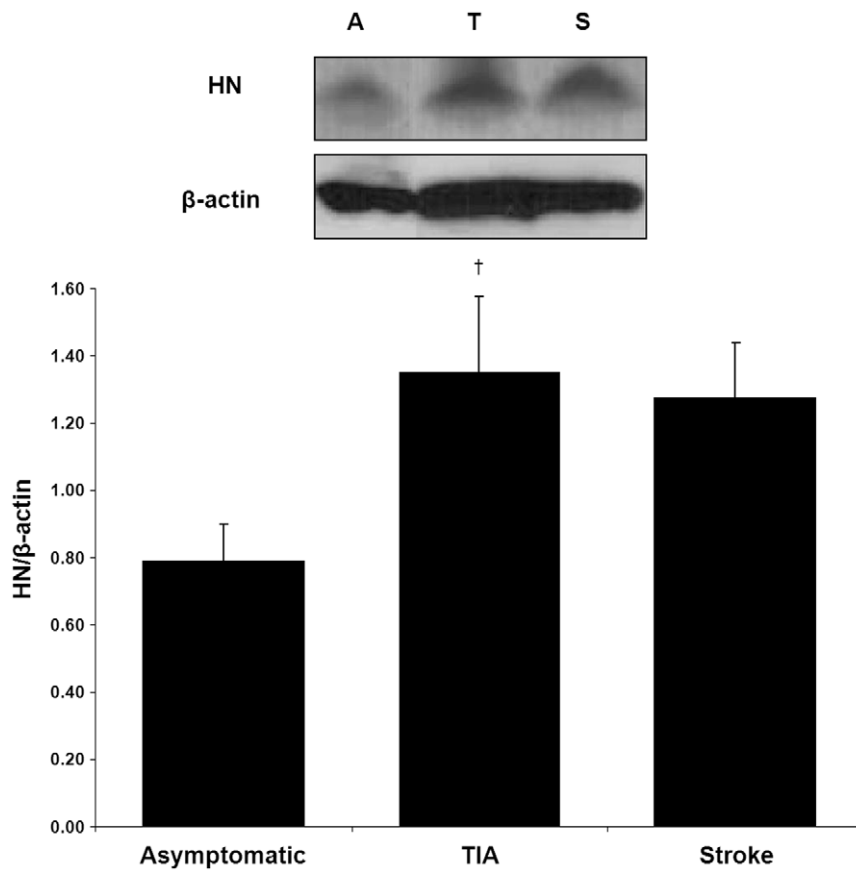 A T S
HN
β-actin
†
1.60
1.40
1.20
1.00
0.80
0.60
0.40
0.20
0.00
HN/β-actin
Asymptomatic TIA Stroke